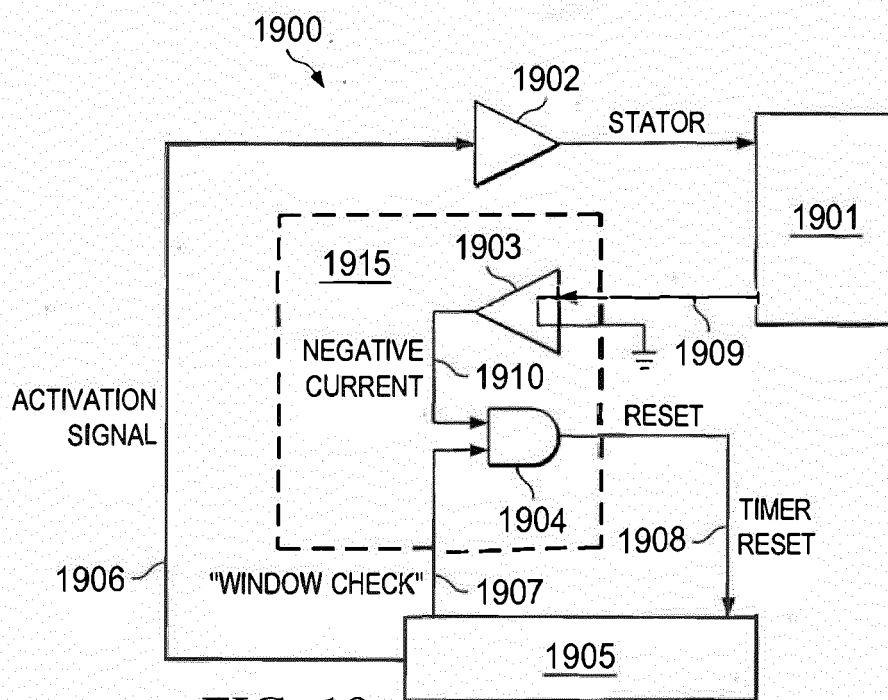 1900
1902
STATOR
1901
1903
1915
1909
NEGATIVE
CURRENT
1910
ACTIVATION
SIGNAL
RESET
1904
TIMER
RESET
1908
1906
"WINDOW CHECK"
1907
1905